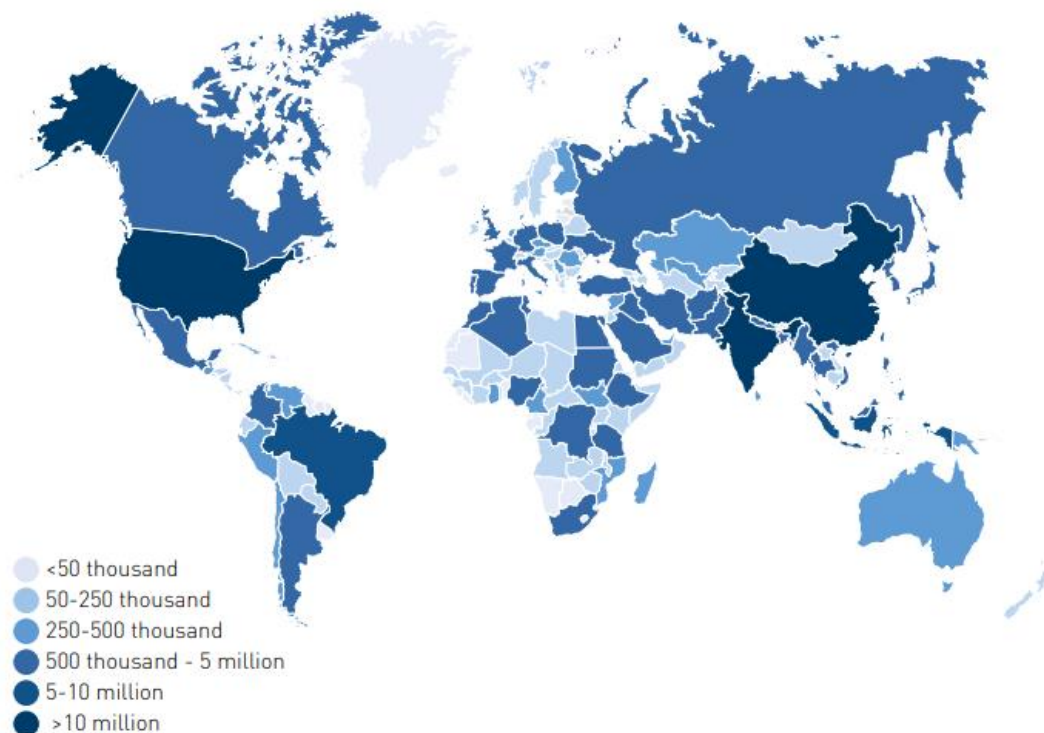 <50 thousand
50-250 thousand
250-500 thousand
500 thousand - 5 million
5-10 million
>10 million